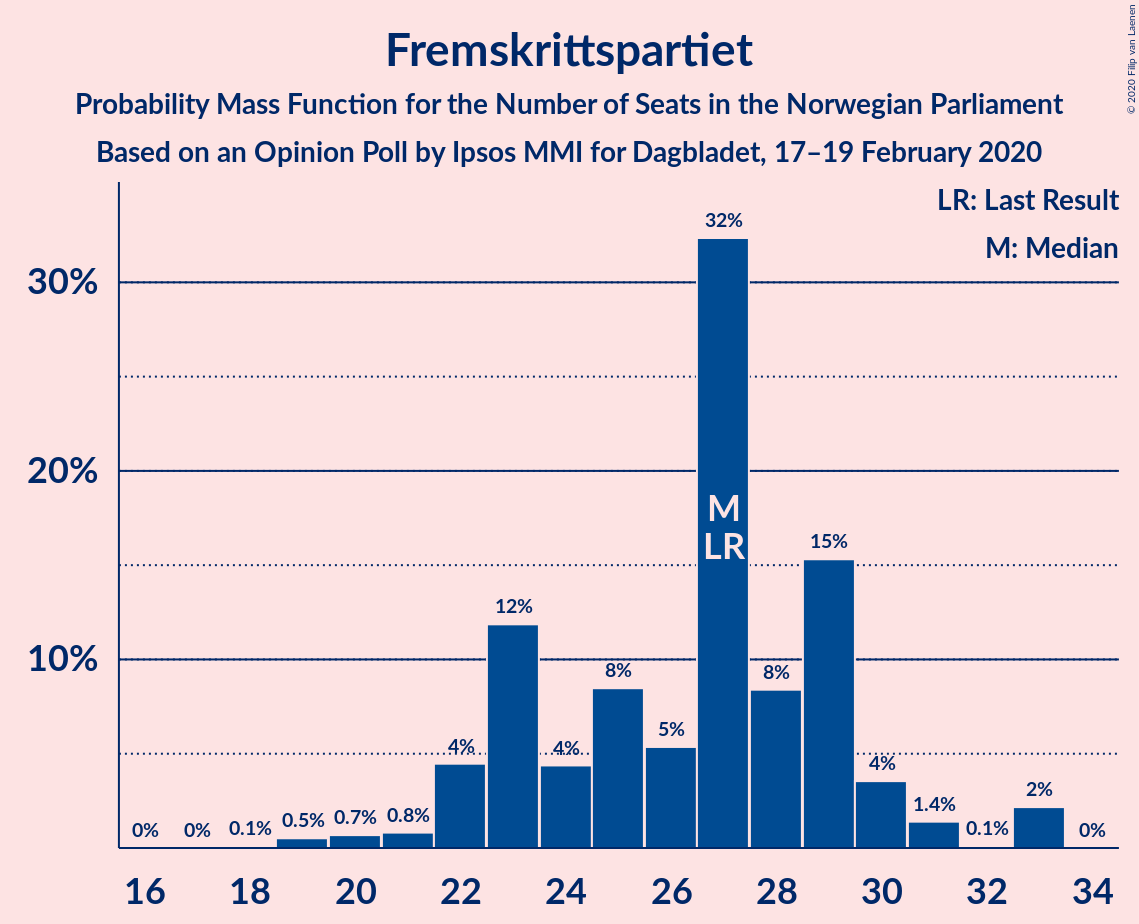 Fremskrittspartiet
Probability Mass Function for the Number of Seats in the Norwegian Parliament
Based on an Opinion Poll by Ipsos MMI for Dagbladet, 17–19 February 2020
© 2020 Filip van Laenen
LR: Last Result
M: Median
30%
20%
10%
0%
0%
0.1%
0.5%
0.7%
0.8%
4%
12%
4%
8%
5%
32%
8%
15%
4%
1.4%
0.1%
2%
0%
M
LR
16 18 20 22 24 26 28 30 32 34